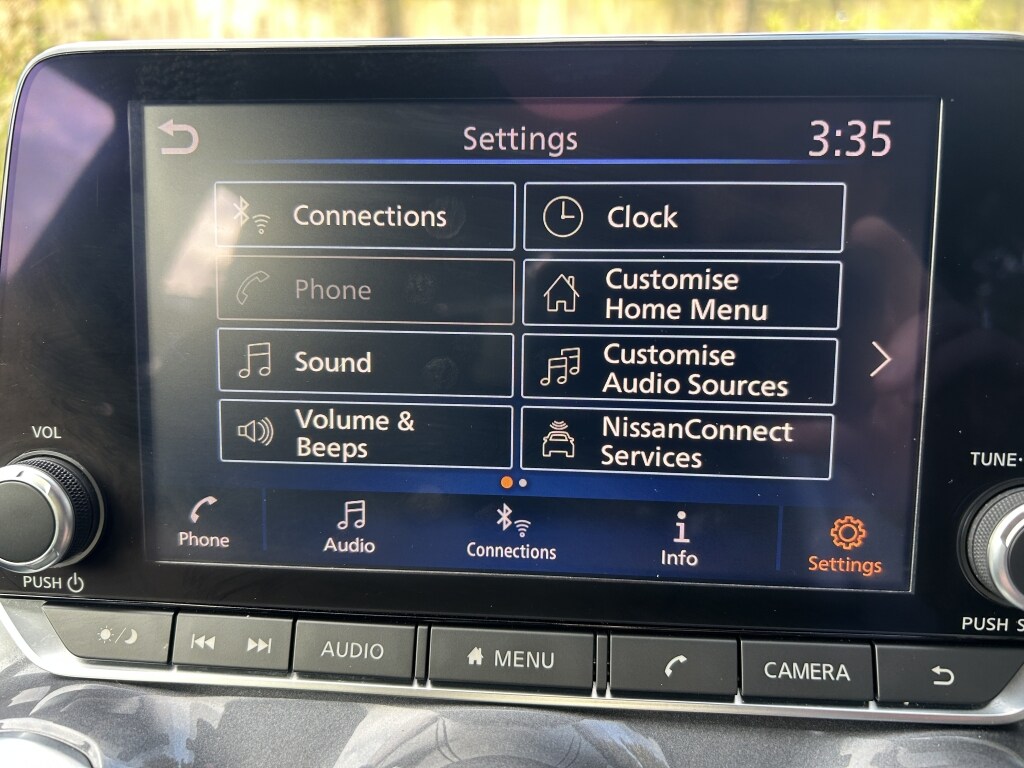 Settings
3:35
Connections
Clock
Phone
Customise
Home Menu
Sound
Customise
Audio Sources
Volume &
Beeps
NissanConnect
Services
Phone
Audio
Connections
Info
Settings
VOL
PUSH
TUNE·
PUSH S
AUDIO
MENU
CAMERA